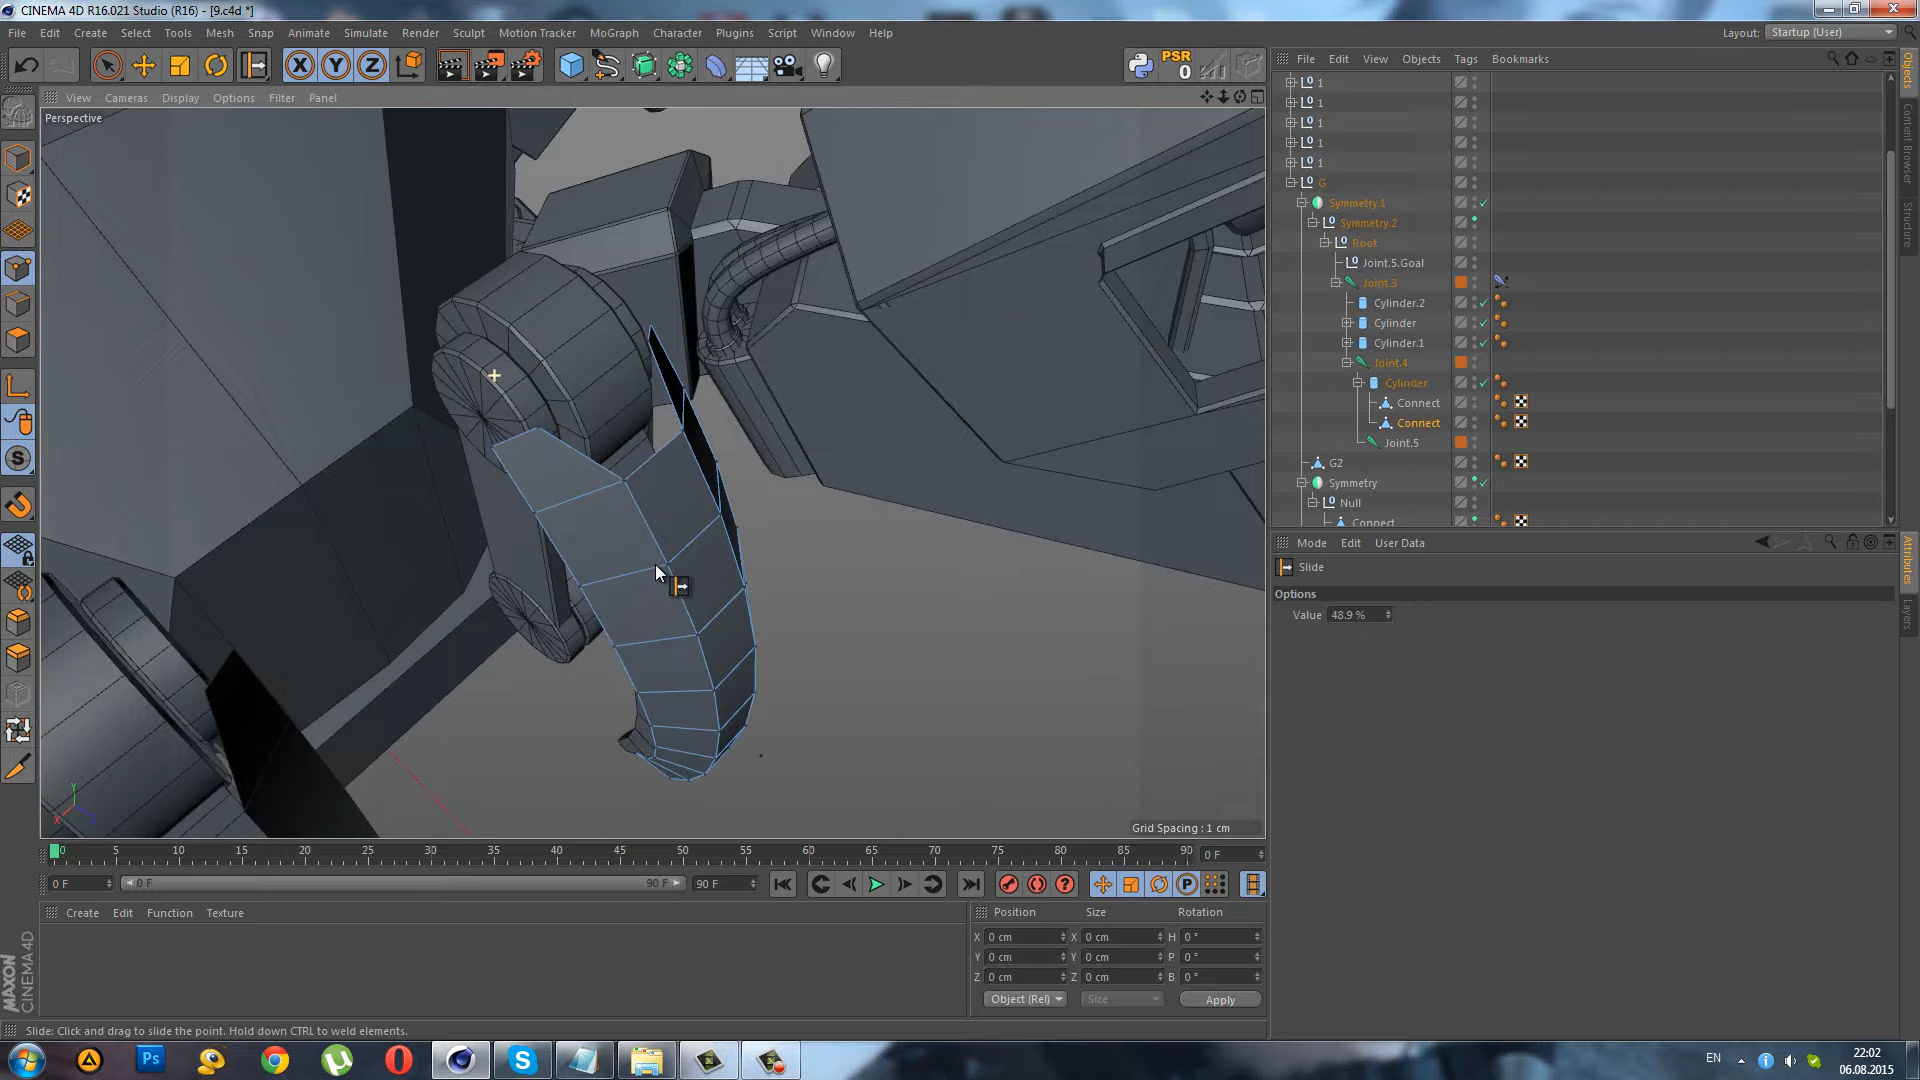 CINEMA 4D R16.021 Studio (R16) - [9.c4d *]
File Edit Create Select Tools Mesh Snap Animate Simulate Render Sculpt Motion Tracker MoGraph Character Plugins Script Window Help
Layout: Startup (User)
X Y Z
PSR
0
File Edit View Objects Tags Bookmarks
View Cameras Display Options Filter Panel
Perspective
1
1
1
1
1
G
Symmetry.1
Symmetry.2
Root
Joint.5.Goal
Joint.3
Cylinder.2
Cylinder
Cylinder.1
Joint.4
Cylinder
Connect
Connect
Joint.5
G2
Symmetry
Null
Connect
Objects
Content Browser
Structure
Mode Edit User Data
Slide
Options
Value 48.9 %
Attributes
Layers
Y
X
Z
Grid Spacing : 1 cm
0 5 10 15 20 25 30 35 40 45 50 55 60 65 70 75 80 85 90
0 F
0 F 0 F 90 F 90 F
Create Edit Function Texture
Position Size Rotation
X 0 cm X 0 cm H 0 °
Y 0 cm Y 0 cm P 0 °
Z 0 cm Z 0 cm B 0 °
Object (Rel) Size Apply
MAXON
CINEMA 4D
Slide: Click and drag to slide the point. Hold down CTRL to weld elements.
Ps
EN
22:02
06.08.2015